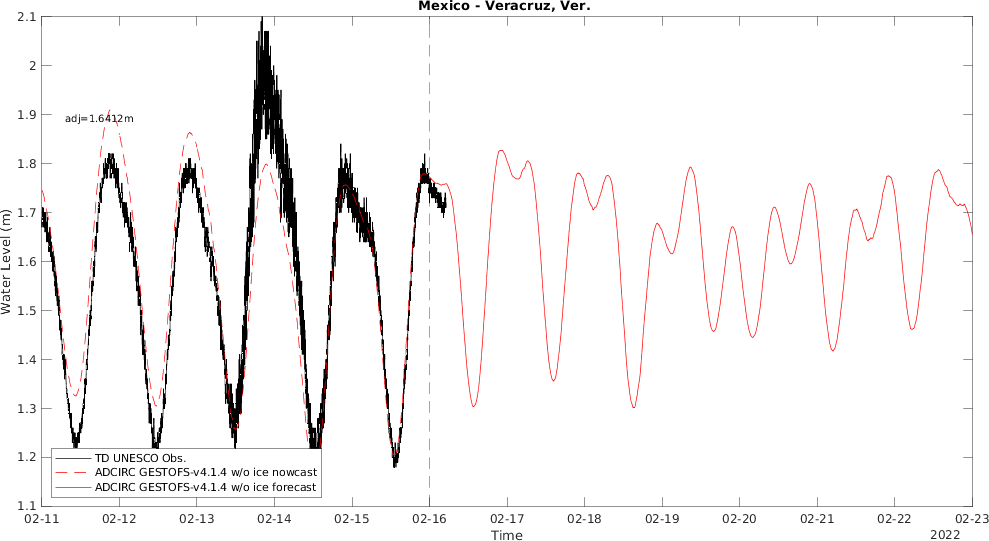 Mexico - Veracruz, Ver.
2.1
2
1.9
1.8
1.7
1.6
1.5
1.4
1.3
1.2
1.1
Water Level (m)
adj=1.6412m
TD UNESCO Obs.
ADCIRC GESTOFS-v4.1.4 w/o ice nowcast
ADCIRC GESTOFS-v4.1.4 w/o ice forecast
02-11 02-12 02-13 02-14 02-15 02-16 02-17 02-18 02-19 02-20 02-21 02-22 02-23
Time
2022